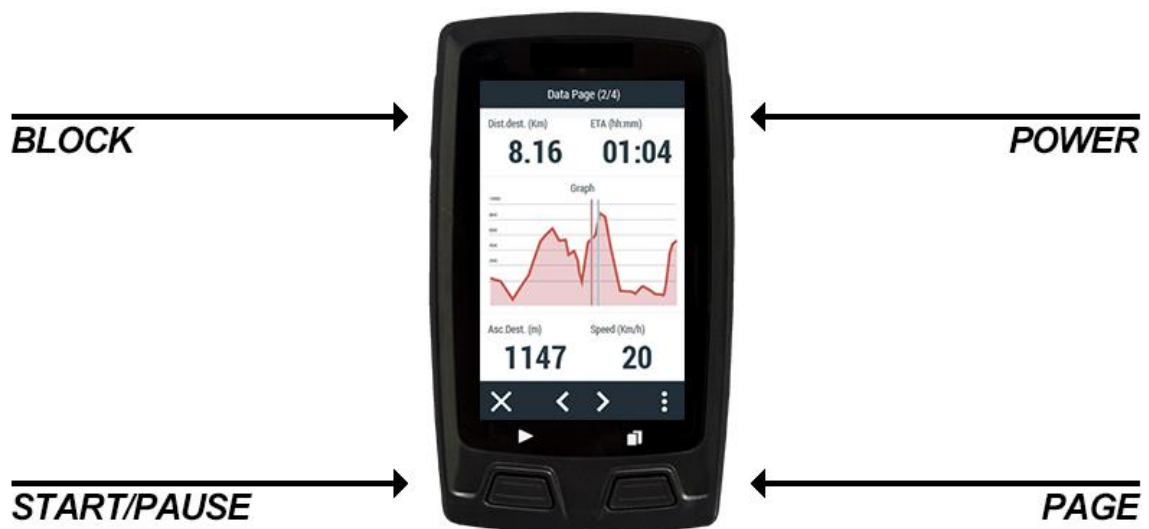 Data Page (2/4)
Dist.dest. (Km) ETA (hh:mm)
BLOCK
POWER
8.16 01:04
Graph
Asc.Dest. (m) Speed (Km/h)
1147 20
START/PAUSE
PAGE